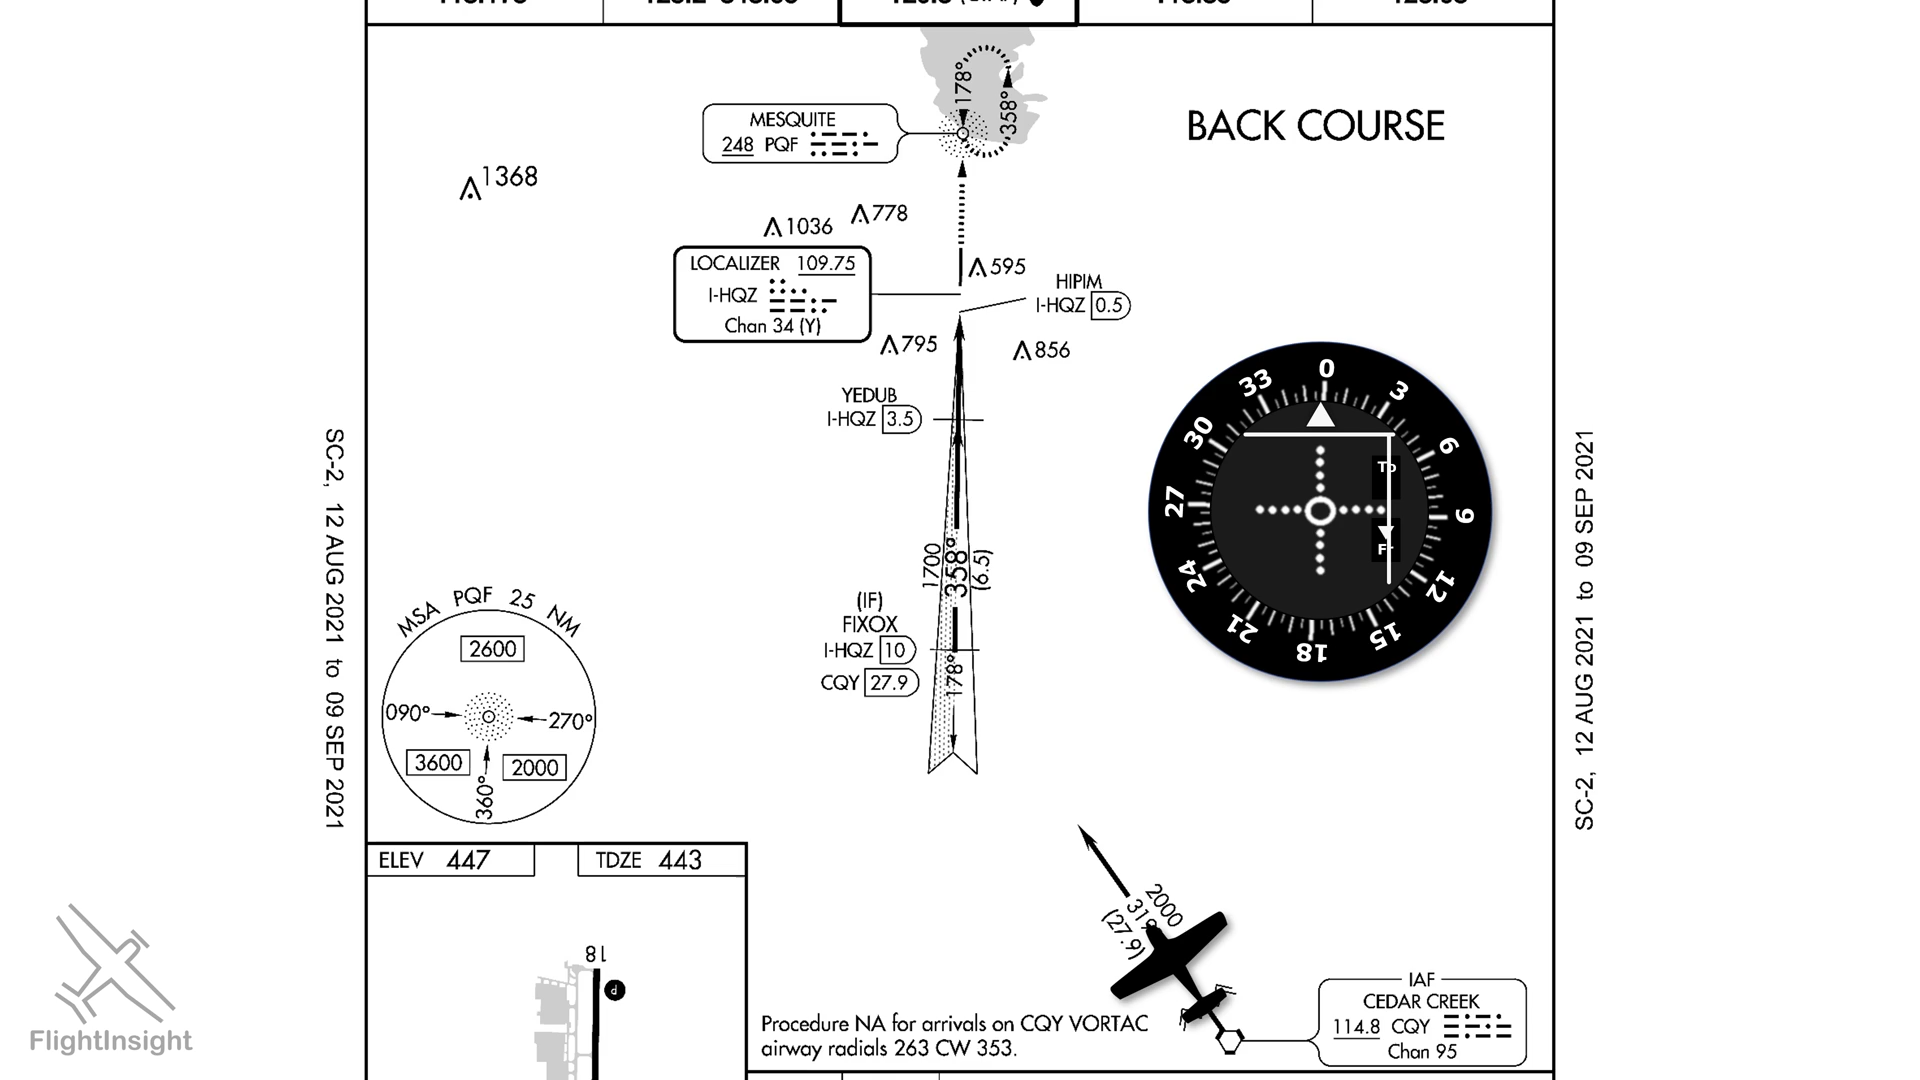 BACK COURSE
178°
358°
MESQUITE
248 PQF
1368
1036
778
LOCALIZER 109.75
I-HQZ
Chan 34 (Y)
595
HIPIM
I-HQZ 0.5
795
856
YEDUB
I-HQZ 3.5
1700
358°
(6.5)
(IF)
FIXOX
I-HQZ 10
CQY 27.9
178°
0
3
6
9
12
15
18
21
24
27
30
33
To
Fr
SC-2, 12 AUG 2021 to 09 SEP 2021
SC-2, 12 AUG 2021 to 09 SEP 2021
MSA PQF 25 NM
2600
090°
270°
3600
2000
360°
ELEV 447
TDZE 443
18
P
2000
319
(27.9)
IAF
CEDAR CREEK
114.8 CQY
Chan 95
Procedure NA for arrivals on CQY VORTAC
airway radials 263 CW 353.
FlightInsight